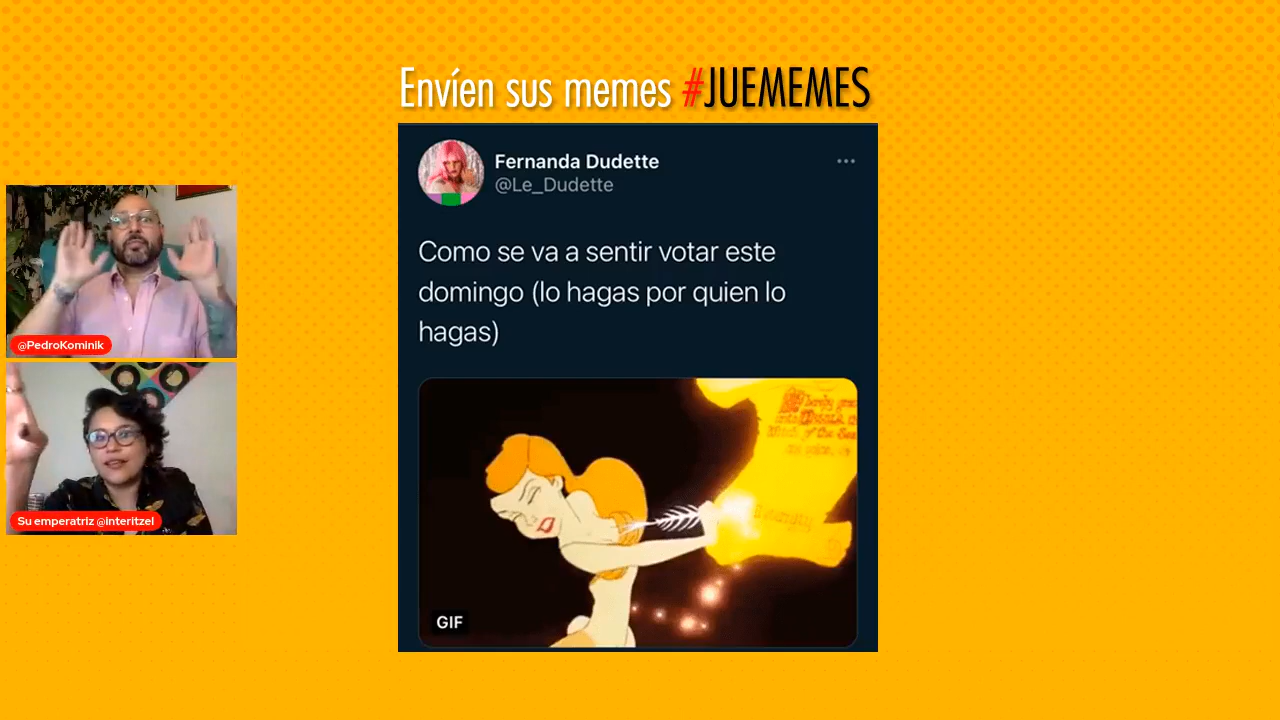 Envíen sus memes #JUEMEMES
Fernanda Dudette
@Le_Dudette
Como se va a sentir votar este
domingo (lo hagas por quien lo
hagas)
GIF
@PedroKominik
Su emperatriz @interitzel